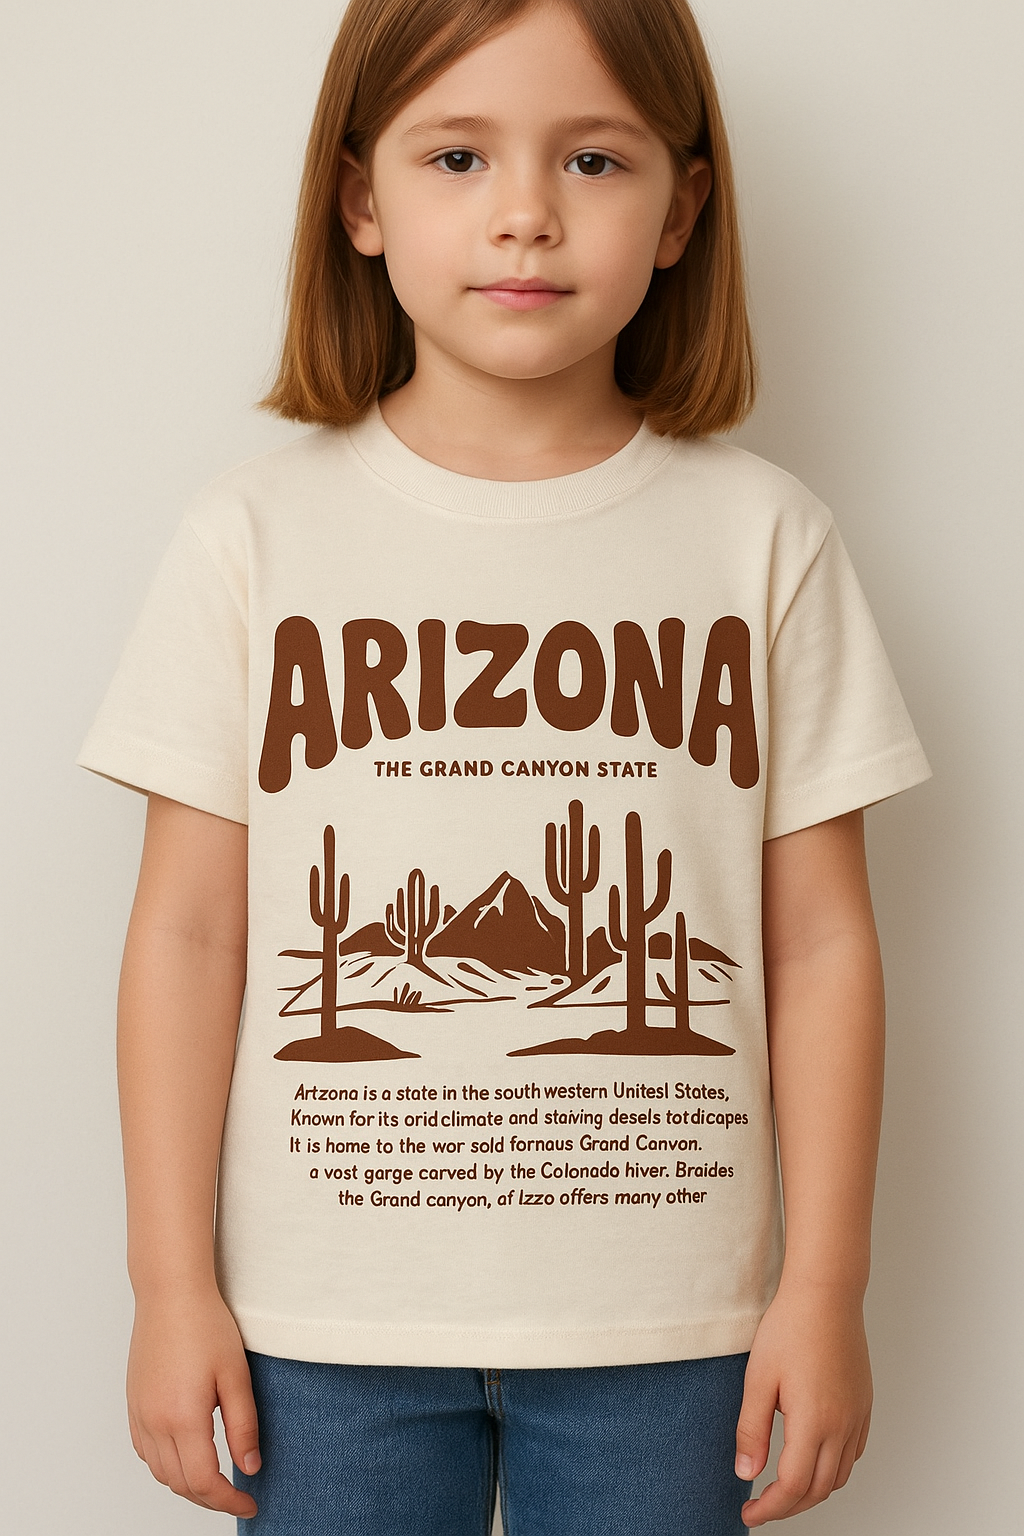 ARIZONA
THE GRAND CANYON STATE
Artzona is a state in the south western Unitesl States,
Known for its orid climate and staiving desels totdicapes
It is home to the wor sold fornaus Grand Canvon.
a vost garge carved by the Colonado hiver. Braides
the Grand canyon, af Izzo offers many other